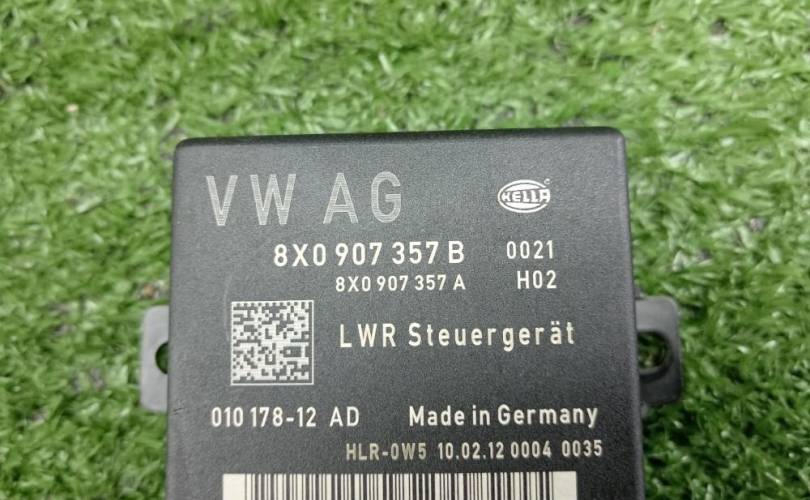 VW AG
HELLA
8X0 907 357 B 0021
8X0 907 357 A H02
LWR Steuergerät
010 178-12 AD Made in Germany
HLR-0W5 10.02.12 0004 0035